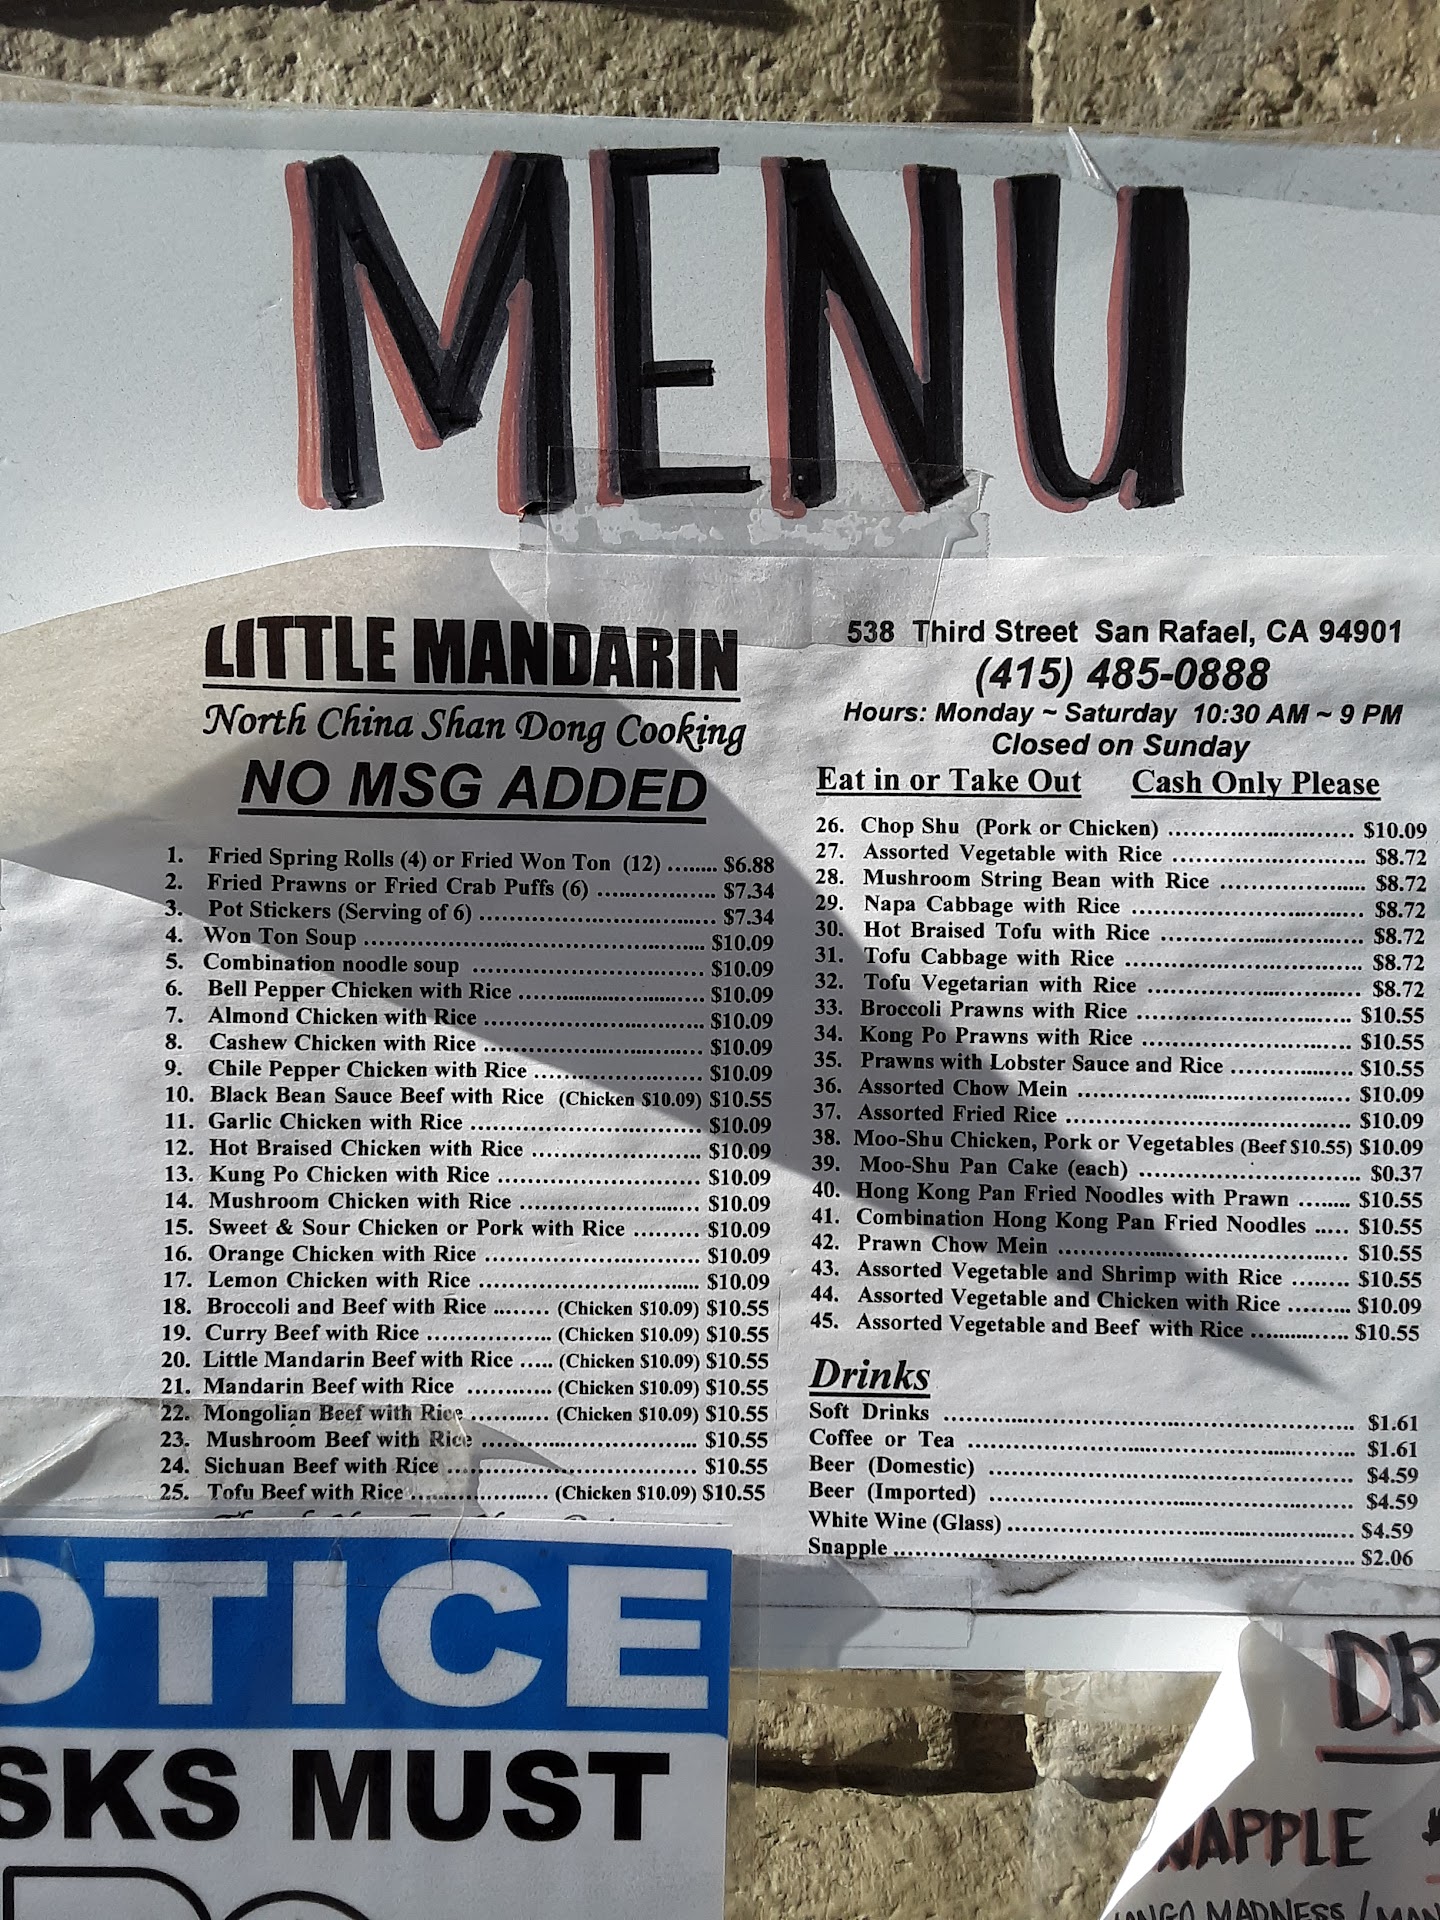 MENU
LITTLE MANDARIN
North China Shan Dong Cooking
NO MSG ADDED
1. Fried Spring Rolls (4) or Fried Won Ton (12) ........ $6.88
2. Fried Prawns or Fried Crab Puffs (6) .................... $7.34
3. Pot Stickers (Serving of 6) ........................................ $7.34
4. Won Ton Soup .......................................................... $10.09
5. Combination noodle soup ....................................... $10.09
6. Bell Pepper Chicken with Rice ............................... $10.09
7. Almond Chicken with Rice ..................................... $10.09
8. Cashew Chicken with Rice ..................................... $10.09
9. Chile Pepper Chicken with Rice ............................ $10.09
10. Black Bean Sauce Beef with Rice (Chicken $10.09) $10.55
11. Garlic Chicken with Rice ....................................... $10.09
12. Hot Braised Chicken with Rice ............................ $10.09
13. Kung Po Chicken with Rice .................................. $10.09
14. Mushroom Chicken with Rice .............................. $10.09
15. Sweet & Sour Chicken or Pork with Rice ........... $10.09
16. Orange Chicken with Rice .................................... $10.09
17. Lemon Chicken with Rice ..................................... $10.09
18. Broccoli and Beef with Rice ........ (Chicken $10.09) $10.55
19. Curry Beef with Rice .................. (Chicken $10.09) $10.55
20. Little Mandarin Beef with Rice ..... (Chicken $10.09) $10.55
21. Mandarin Beef with Rice ............ (Chicken $10.09) $10.55
22. Mongolian Beef with Rice ........... (Chicken $10.09) $10.55
23. Mushroom Beef with Rice .................................... $10.55
24. Sichuan Beef with Rice .......................................... $10.55
25. Tofu Beef with Rice ....................... (Chicken $10.09) $10.55
538 Third Street San Rafael, CA 94901
(415) 485-0888
Hours: Monday ~ Saturday 10:30 AM ~ 9 PM
Closed on Sunday
Eat in or Take Out Cash Only Please
26. Chop Shu (Pork or Chicken) .............................. $10.09
27. Assorted Vegetable with Rice ................................ $8.72
28. Mushroom String Bean with Rice ........................ $8.72
29. Napa Cabbage with Rice ....................................... $8.72
30. Hot Braised Tofu with Rice .................................. $8.72
31. Tofu Cabbage with Rice ........................................ $8.72
32. Tofu Vegetarian with Rice .................................... $8.72
33. Broccoli Prawns with Rice .................................... $10.55
34. Kong Po Prawns with Rice ................................... $10.55
35. Prawns with Lobster Sauce and Rice .................... $10.55
36. Assorted Chow Mein .............................................. $10.09
37. Assorted Fried Rice ................................................ $10.09
38. Moo-Shu Chicken, Pork or Vegetables (Beef $10.55) $10.09
39. Moo-Shu Pan Cake (each) ..................................... $0.37
40. Hong Kong Pan Fried Noodles with Prawn ........ $10.55
41. Combination Hong Kong Pan Fried Noodles ..... $10.55
42. Prawn Chow Mein ................................................. $10.55
43. Assorted Vegetable and Shrimp with Rice ........ $10.55
44. Assorted Vegetable and Chicken with Rice ......... $10.09
45. Assorted Vegetable and Beef with Rice ................ $10.55
Drinks
Soft Drinks ..................................................................... $1.61
Coffee or Tea ................................................................. $1.61
Beer (Domestic) ............................................................. $4.59
Beer (Imported) ............................................................. $4.59
White Wine (Glass) ......................................................... $4.59
Snapple ............................................................................ $2.06
OTICE
SKS MUST
DR
NAPPLE
MADNESS /